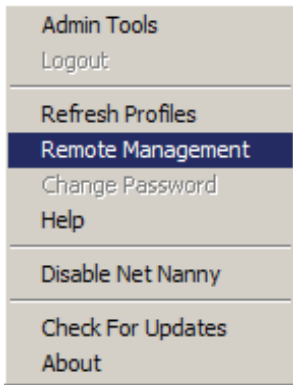 Admin Tools
Logout
Refresh Profiles
Remote Management
Change Password
Help
Disable Net Nanny
Check For Updates
About